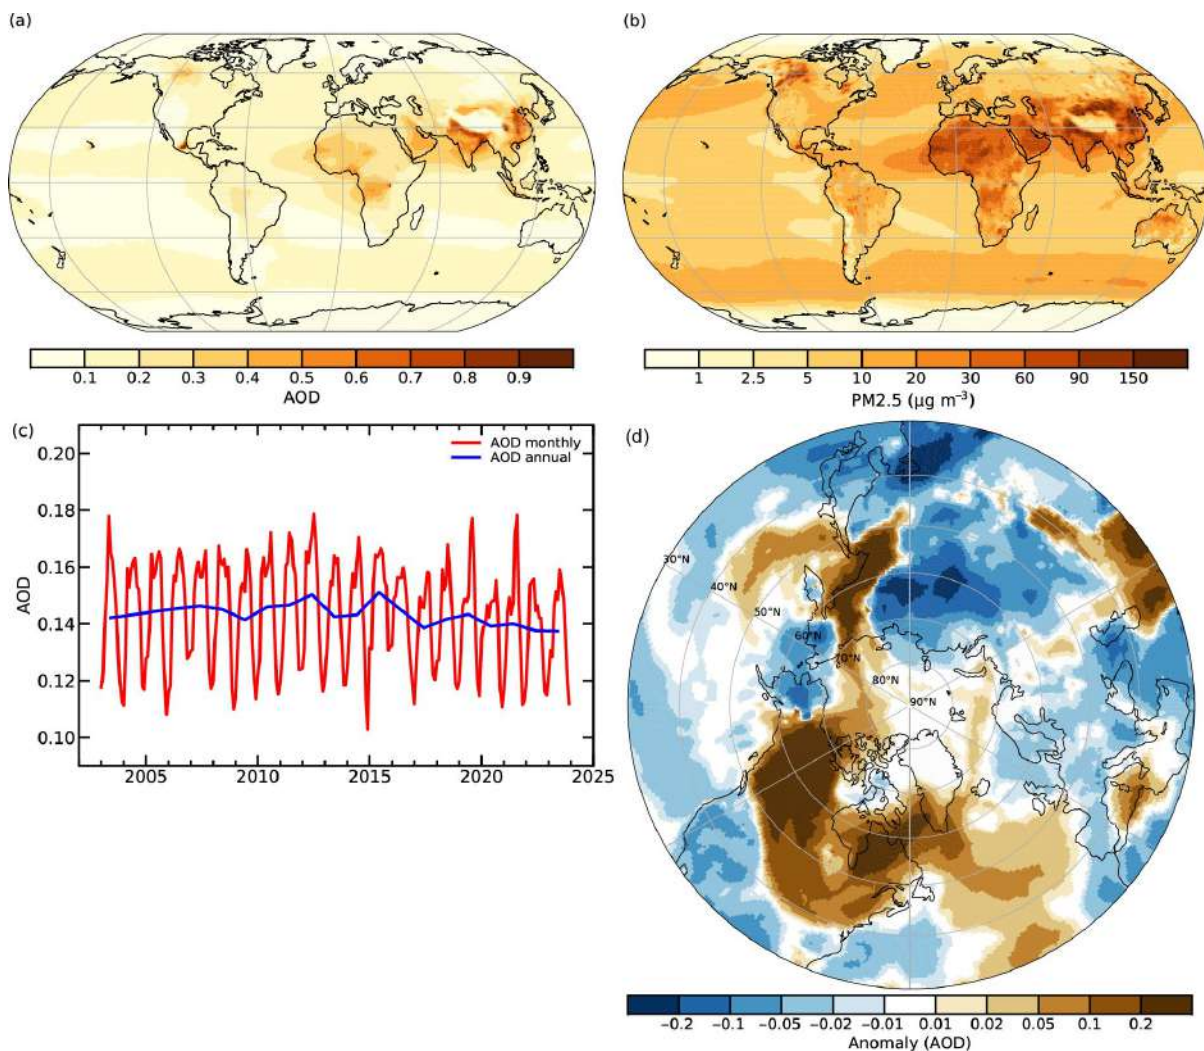 (a)
(b)
0.1 0.2 0.3 0.4 0.5 0.6 0.7 0.8 0.9
AOD
1 2.5 5 10 20 30 60 90 150
PM2.5 (μg m⁻³)
(c)
AOD monthly
AOD annual
0.20
0.18
0.16
0.14
0.12
0.10
AOD
2005 2010 2015 2020 2025
(d)
30°N
40°N
50°N
60°N
70°N
80°N
90°N
−0.2 −0.1 −0.05 −0.02 −0.01 0.01 0.02 0.05 0.1 0.2
Anomaly (AOD)